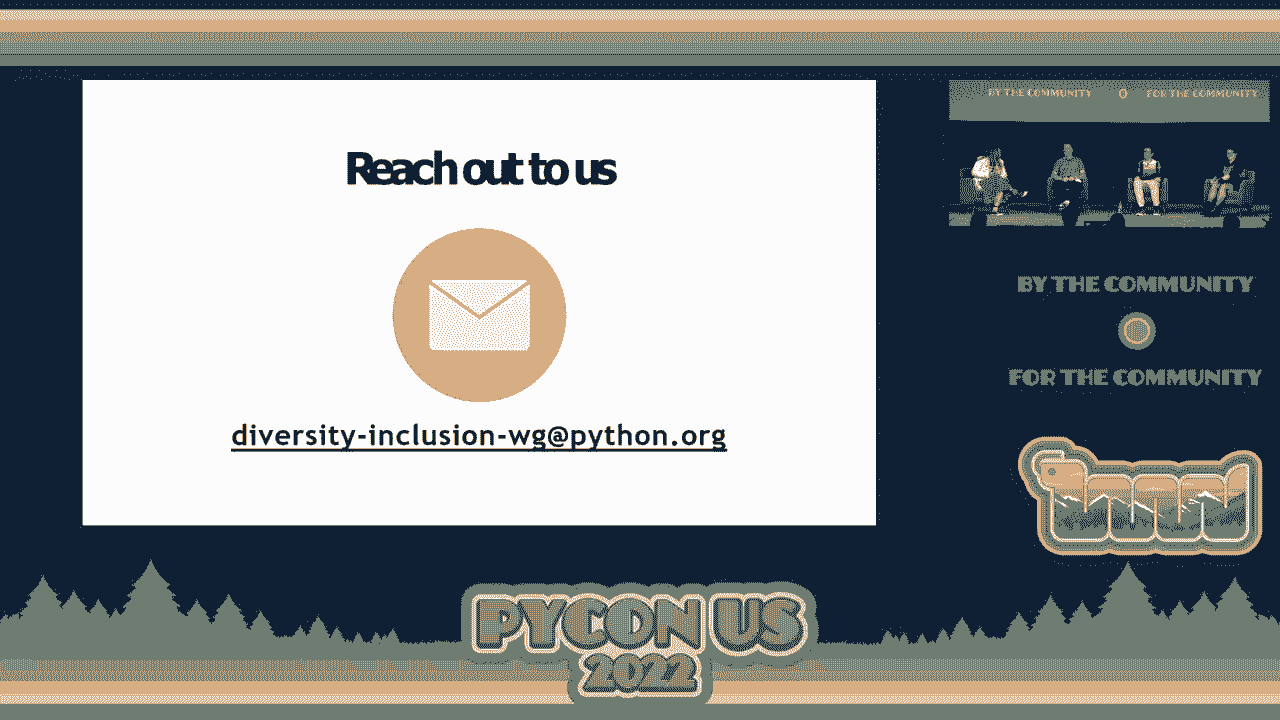 Reach out to us
diversity-inclusion-wg@python.org
BY THE COMMUNITY FOR THE COMMUNITY
BY THE COMMUNITY
FOR THE COMMUNITY
PYCON US
2022